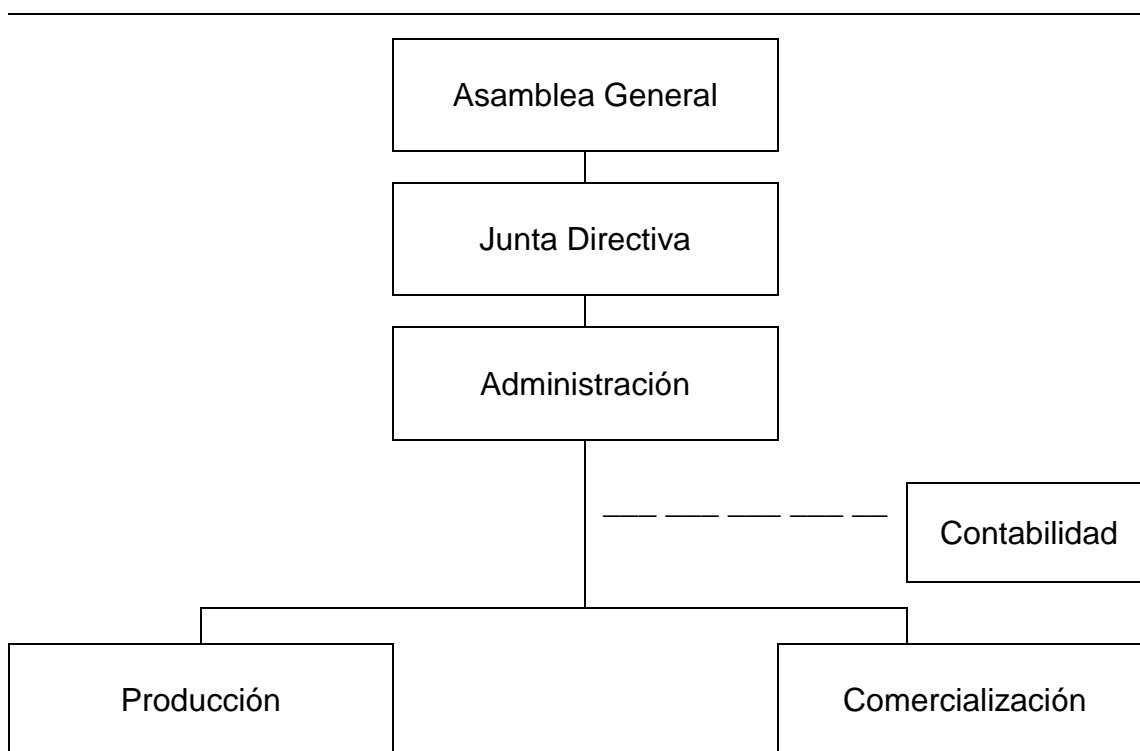 Asamblea General
Junta Directiva
Administración
Contabilidad
Producción
Comercialización